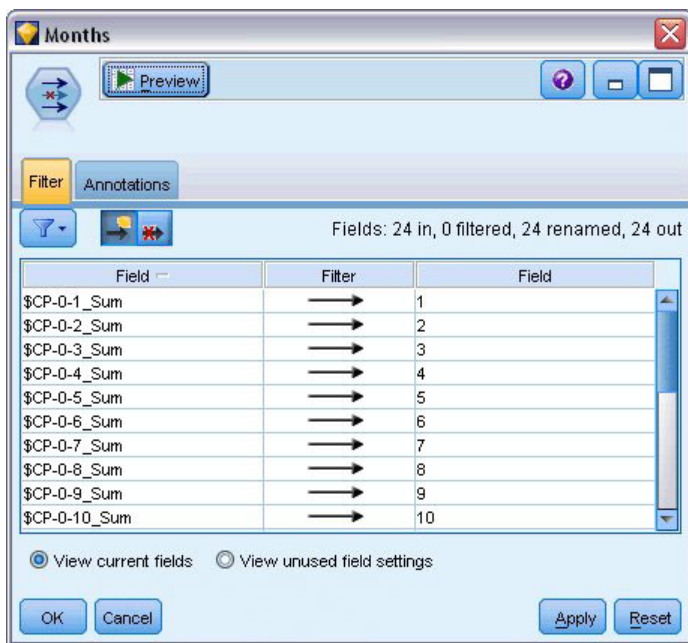 Months
Preview
Filter Annotations
Fields: 24 in, 0 filtered, 24 renamed, 24 out
Field Filter Field
$CP-0-1_Sum 1
$CP-0-2_Sum 2
$CP-0-3_Sum 3
$CP-0-4_Sum 4
$CP-0-5_Sum 5
$CP-0-6_Sum 6
$CP-0-7_Sum 7
$CP-0-8_Sum 8
$CP-0-9_Sum 9
$CP-0-10_Sum 10
View current fields View unused field settings
OK Cancel Apply Reset